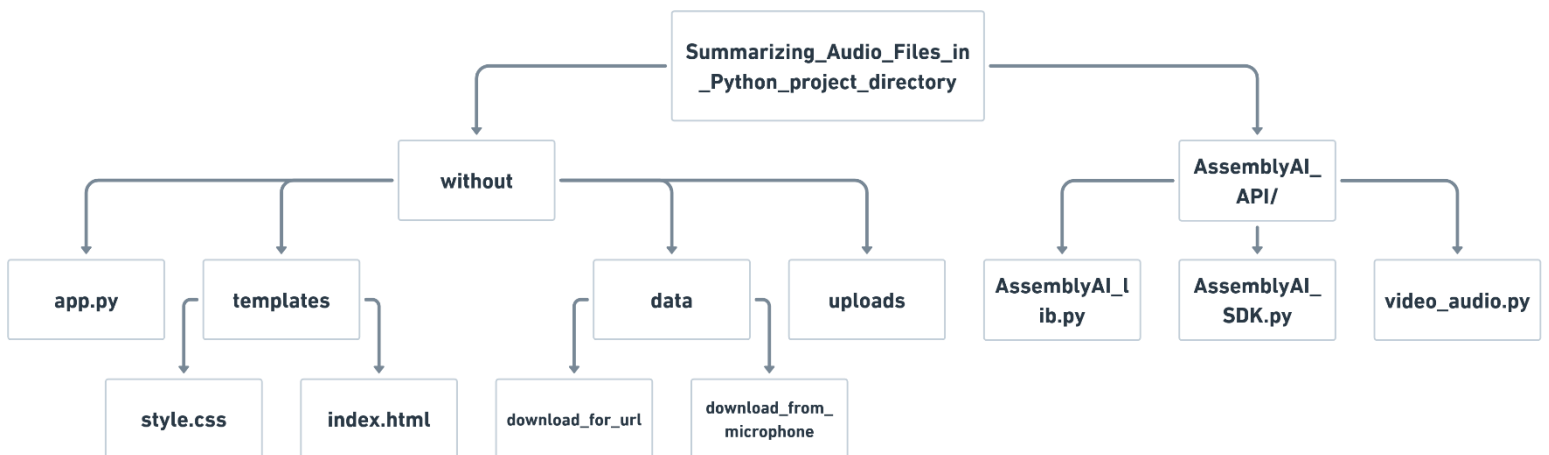 Summarizing_Audio_Files_in
_Python_project_directory
without
AssemblyAI_
API/
app.py
templates
data
uploads
AssemblyAI_l
ib.py
AssemblyAI_
SDK.py
video_audio.py
style.css
index.html
download_for_url
download_from_
microphone